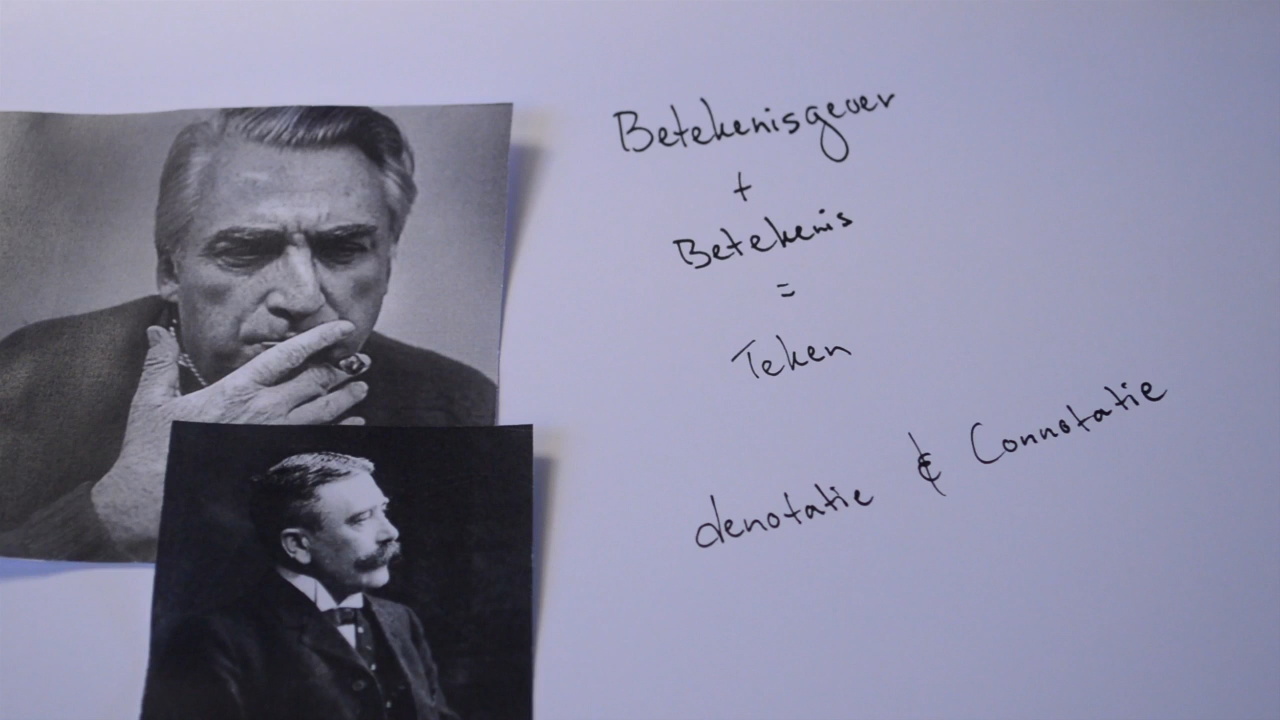 Betekenisgever
+
Betekenis
=
Teken
denotatie & Connotatie